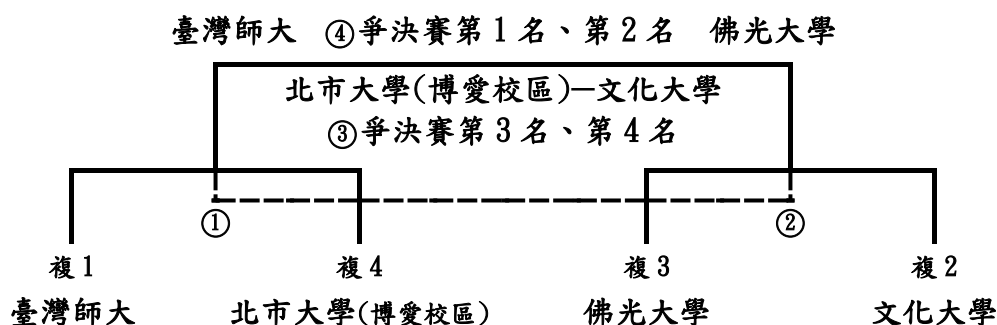 臺灣師大 ④爭決賽第1名、第2名 佛光大學
北市大學(博愛校區)—文化大學
③爭決賽第3名、第4名
① ②
複1 複4 複3 複2
臺灣師大 北市大學(博愛校區) 佛光大學 文化大學